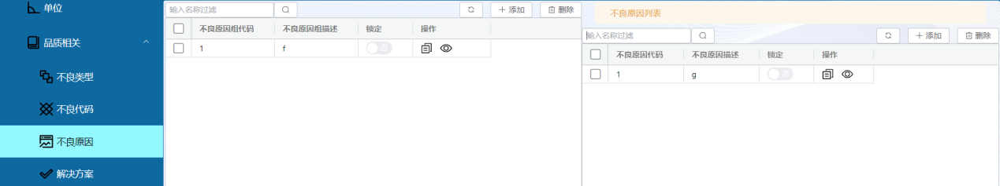 单位
品质相关
不良类型
不良代码
不良原因
解决方案
输入名称过滤
添加
删除
不良原因组代码 不良原因组描述 锁定 操作
1 f 否
不良原因列表
输入名称过滤
添加
删除
不良原因代码 不良原因描述 锁定 操作
1 g 否